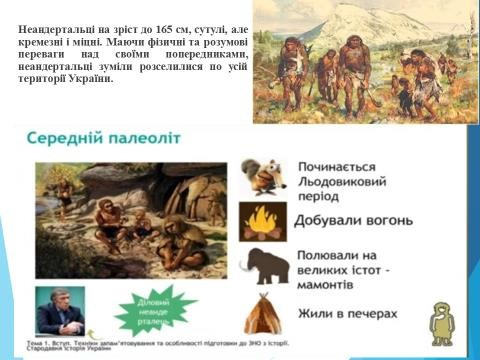 Неандертальці на зріст до 165 см, сутулі, але
кремезні і міцні. Маючи фізичні та розумові
переваги над своїми попередниками,
неандертальці зуміли розселилися по усій
території України.
Середній палеоліт
Починається
Льодовиковий
період
Добували вогонь
Полювали на
великих істот -
мамонтів
Жили в печерах
Діловий
неанде
рталець
Тема 1. Вступ. Техніки запам'ятовування та особливості підготовки до ЗНО з історії.
Стародавня історія України